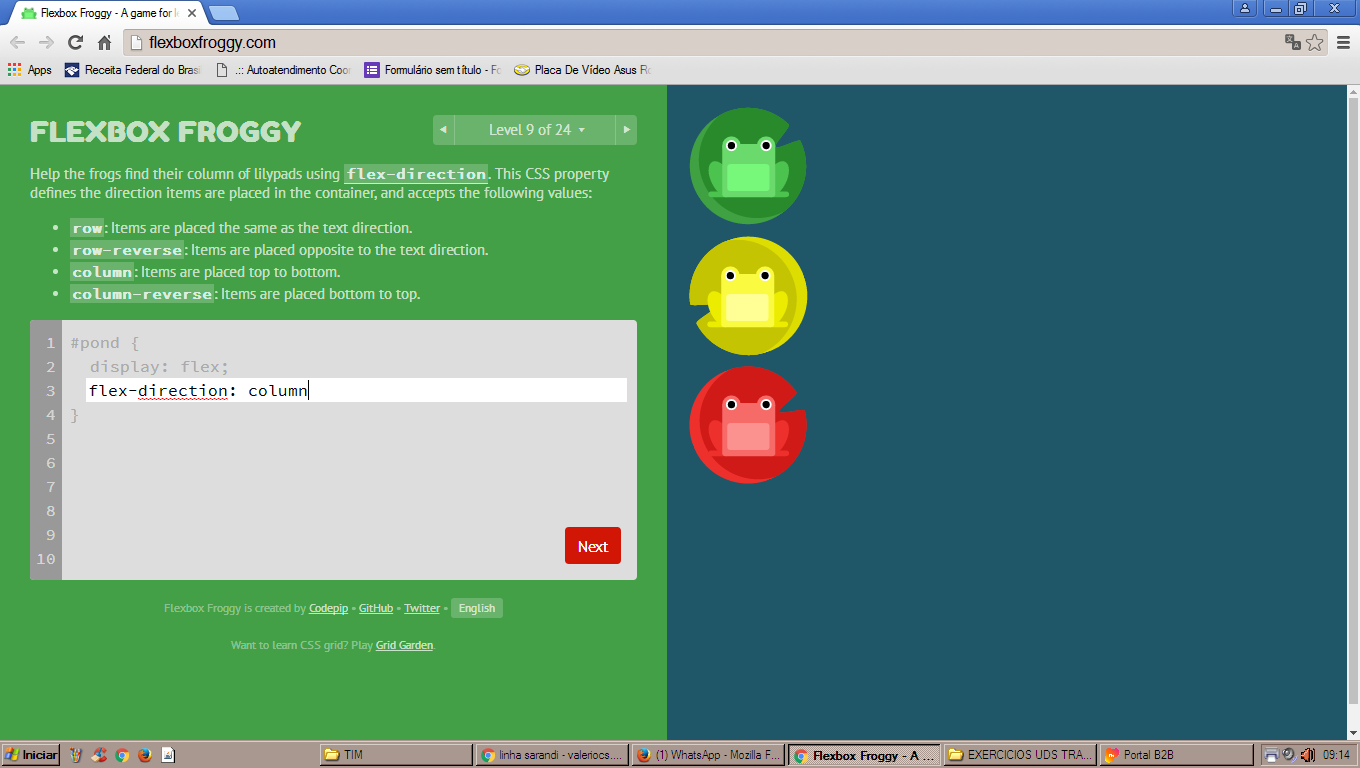 Flexbox Froggy - A game for
flexboxfroggy.com
Apps
Receita Federal do Brasi
.:: Autoatendimento Coor
Formulário sem título - Fo
Placa De Vídeo Asus
FLEXBOX FROGGY
Level 9 of 24
Help the frogs find their column of lilypads using flex-direction. This CSS property
defines the direction items are placed in the container, and accepts the following values:
row: Items are placed the same as the text direction.
row-reverse: Items are placed opposite to the text direction.
column: Items are placed top to bottom.
column-reverse: Items are placed bottom to top.
1 #pond {
2 display: flex;
3 flex-direction: column
4 }
5
6
7
8
9
10
Next
Flexbox Froggy is created by Codepip • GitHub • Twitter • English
Want to learn CSS grid? Play Grid Garden.
Iniciar
TIM
linha sarandi - valeriocs....
(1) WhatsApp - Mozilla F...
Flexbox Froggy - A ...
EXERCICIOS UDS TRA...
Portal B2B
09:14